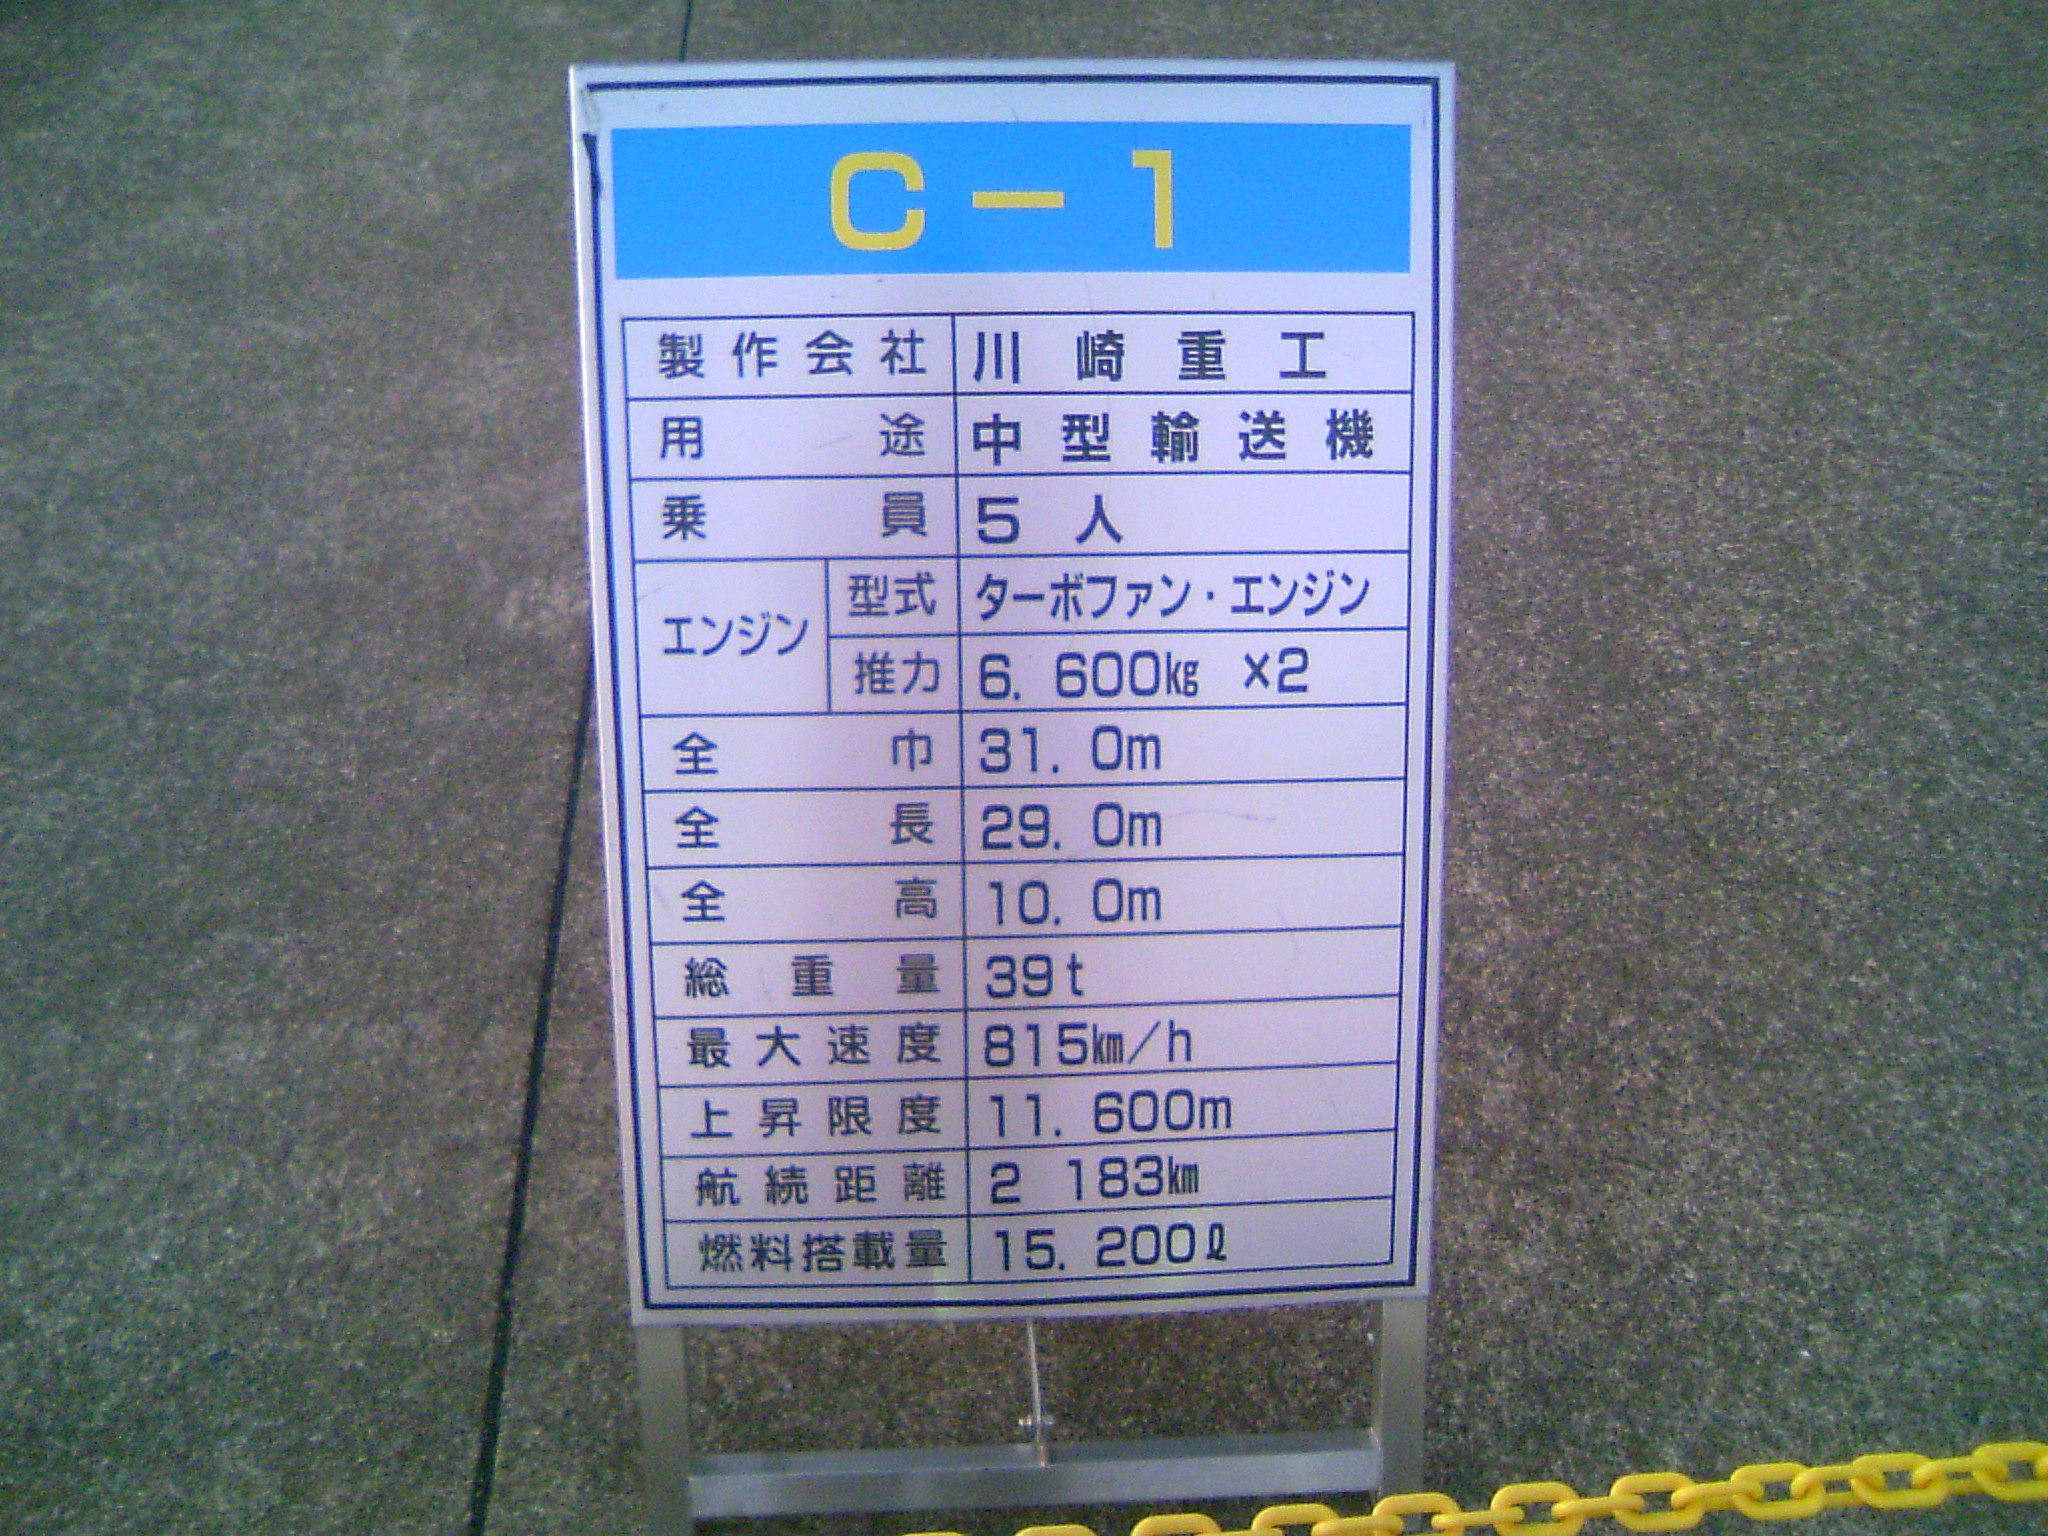 C－1
製作会社 川崎重工
用途 中型輸送機
乗員 5人
エンジン 型式 ターボファン・エンジン
推力 6.600㎏ ×2
全巾 31.0m
全長 29.0m
全高 10.0m
総重量 39t
最大速度 815㎞/h
上昇限度 11.600m
航続距離 2 183㎞
燃料搭載量 15.200ℓ